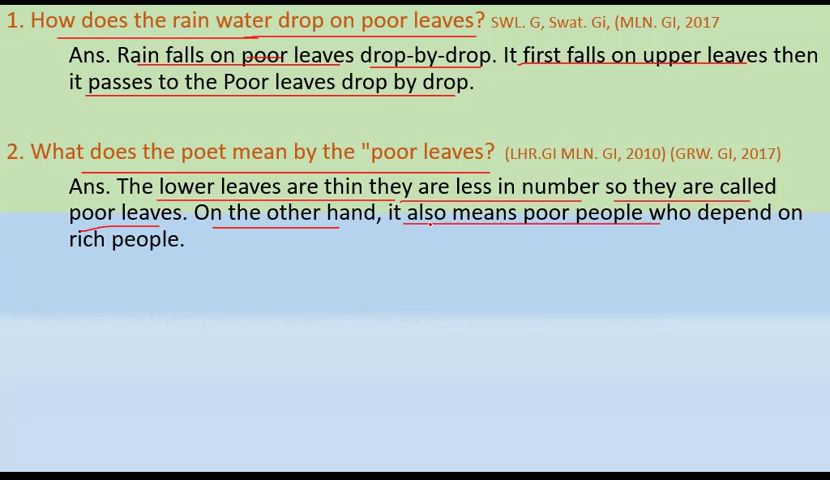 1. How does the rain water drop on poor leaves? SWL. G, Swat. Gi, (MLN. GI, 2017
Ans. Rain falls on poor leaves drop-by-drop. It first falls on upper leaves then
it passes to the Poor leaves drop by drop.
2. What does the poet mean by the "poor leaves? (LHR.GI MLN. GI, 2010) (GRW. GI, 2017)
Ans. The lower leaves are thin they are less in number so they are called
poor leaves. On the other hand, it also means poor people who depend on
rich people.